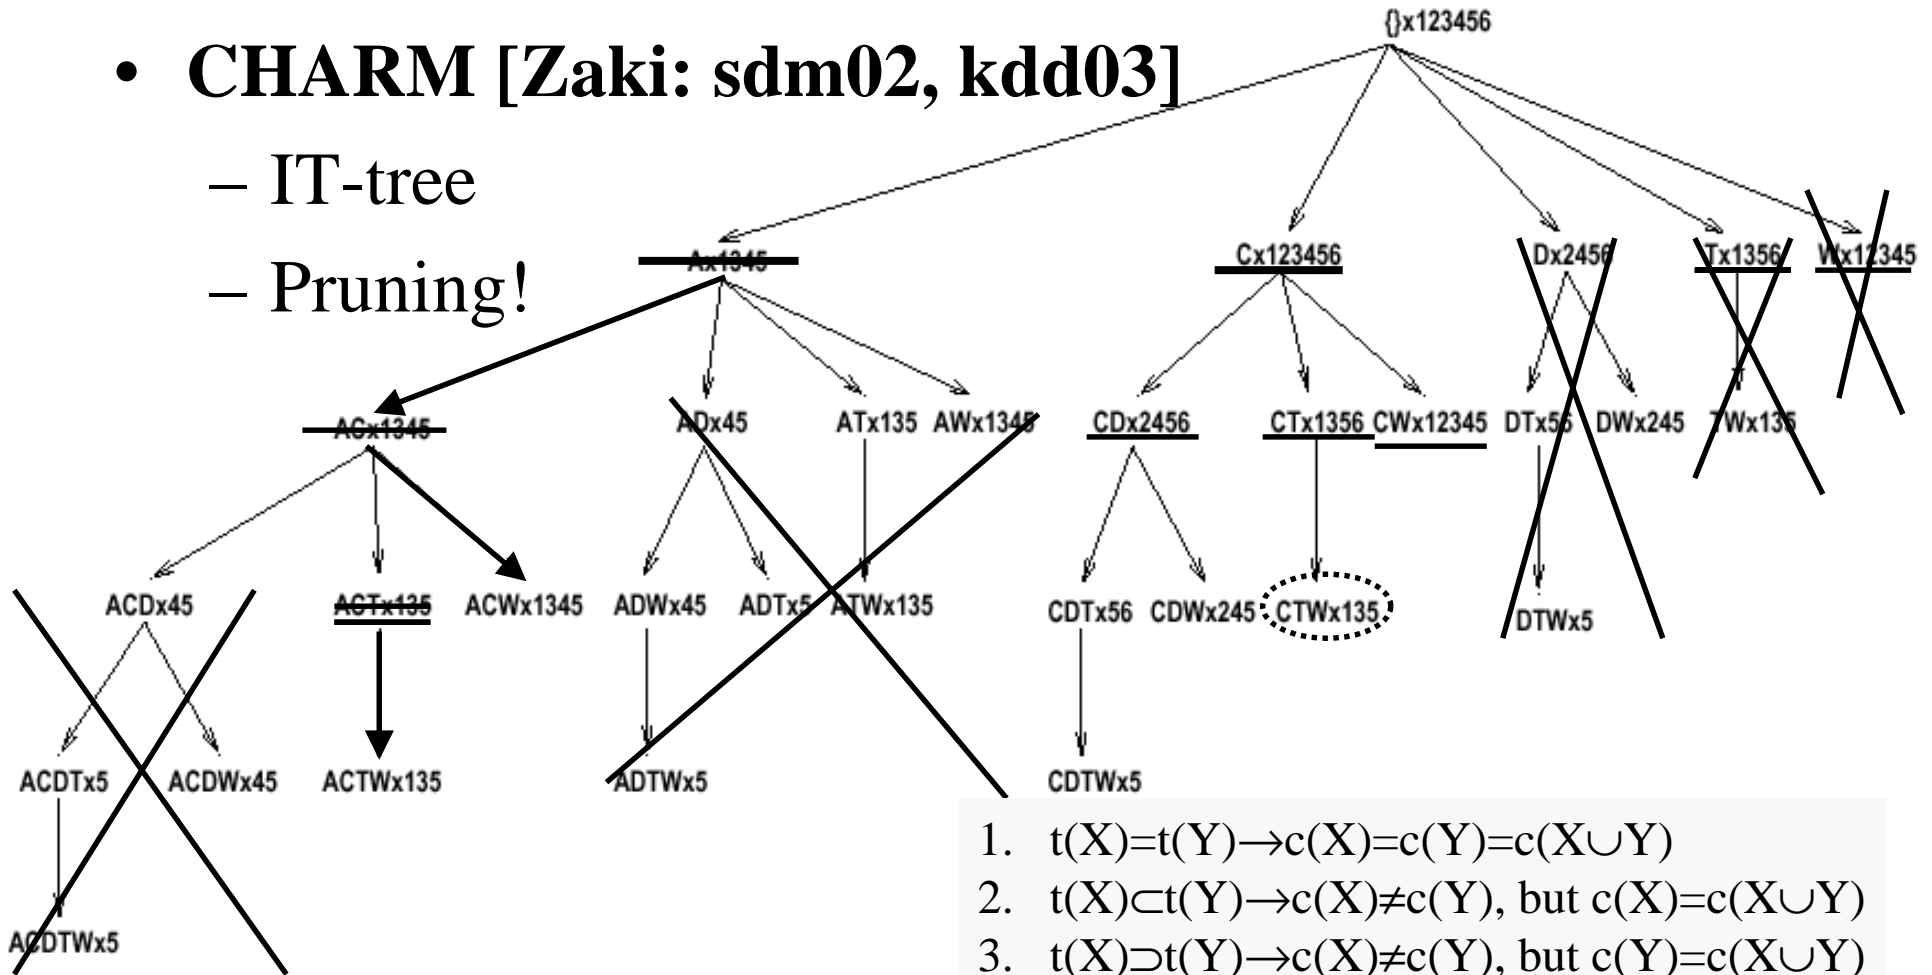 {}x123456
• CHARM [Zaki: sdm02, kdd03]
– IT-tree
– Pruning!
Ax1345 Cx123456 Dx2456 Tx1356 Wx12345
ACx1345 ADx45 ATx135 AWx1345 CDx2456 CTx1356 CWx12345 DTx56 DWx245 TWx135
ACDx45 ACTx135 ACWx1345 ADWx45 ADTx5 ATWx135 CDTx56 CDWx245 CTWx135 DTWx5
ACDTx5 ACDWx45 ACTWx135 ADTWx5 CDTWx5
ACDTWx5
1. t(X)=t(Y)→c(X)=c(Y)=c(X∪Y)
2. t(X)⊂t(Y)→c(X)≠c(Y), but c(X)=c(X∪Y)
3. t(X)⊃t(Y)→c(X)≠c(Y), but c(Y)=c(X∪Y)